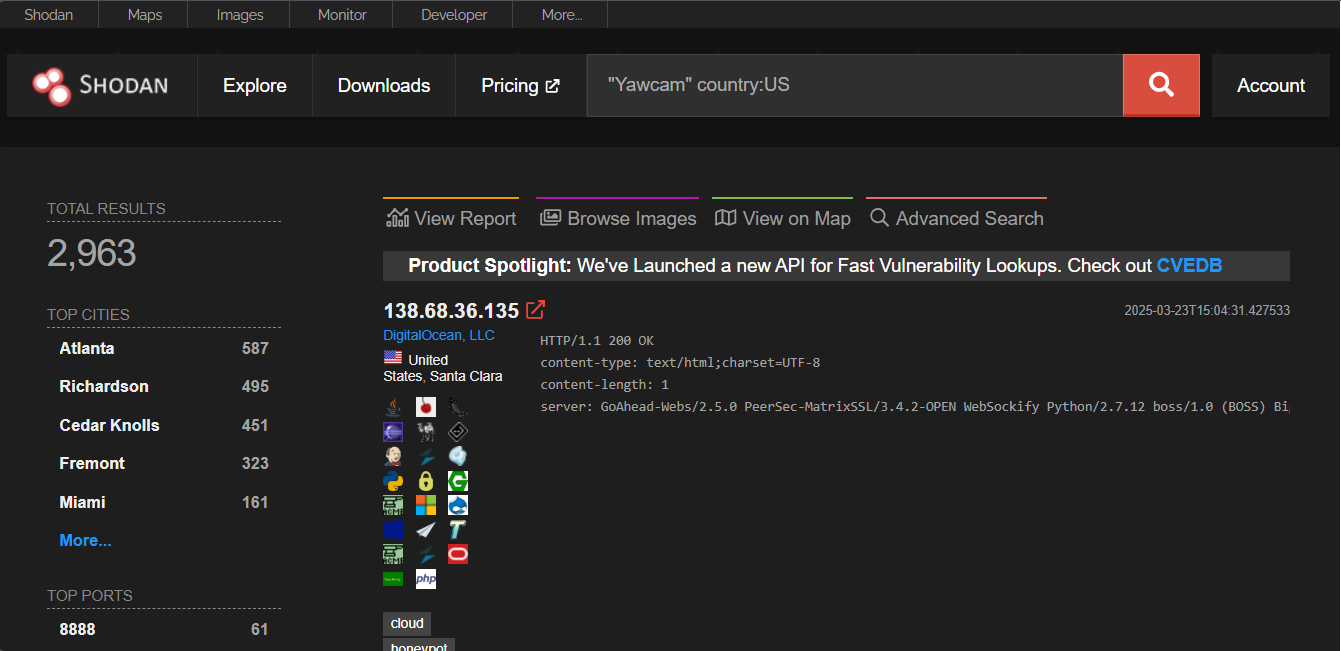 Shodan Maps Images Monitor Developer More...
SHODAN Explore Downloads Pricing "Yawcam" country:US Account
TOTAL RESULTS
2,963
TOP CITIES
Atlanta 587
Richardson 495
Cedar Knolls 451
Fremont 323
Miami 161
More...
TOP PORTS
8888 61
View Report Browse Images View on Map Advanced Search
Product Spotlight: We've Launched a new API for Fast Vulnerability Lookups. Check out CVEDB
138.68.36.135 2025-03-23T15:04:31.427533
DigitalOcean, LLC
United
States, Santa Clara
php
cloud
honeypot
HTTP/1.1 200 OK
content-type: text/html;charset=UTF-8
content-length: 1
server: GoAhead-Webs/2.5.0 PeerSec-MatrixSSL/3.4.2-OPEN WebSockify Python/2.7.12 boss/1.0 (BOSS) Bi